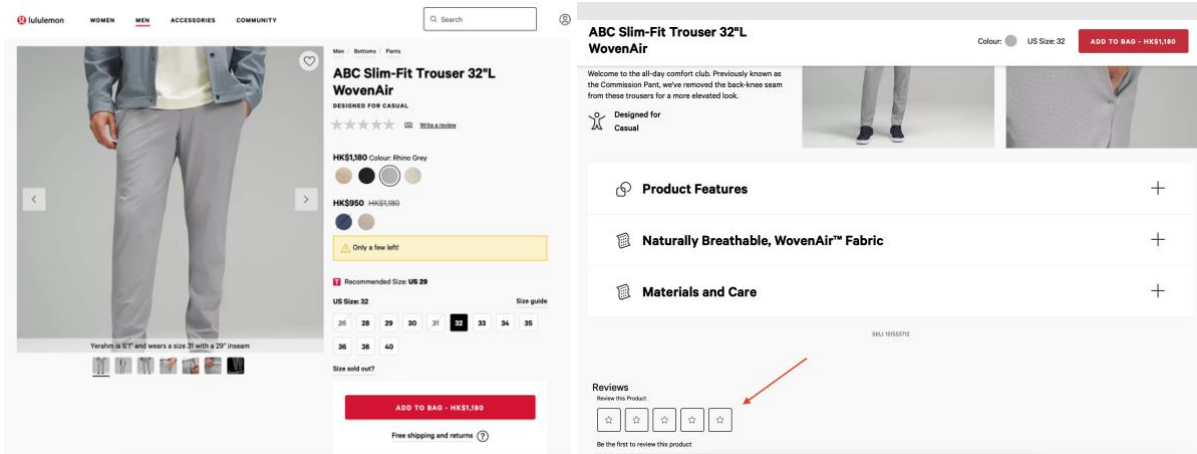 lululemon
WOMEN MEN ACCESSORIES COMMUNITY
Search
Men / Bottoms / Pants
ABC Slim-Fit Trouser 32"L
WovenAir
DESIGNED FOR CASUAL
Write a review
HK$1,180 Colour: Rhino Grey
HK$950 HK$1,180
Only a few left!
Recommended Size: US 29
US Size: 32 Size guide
26 28 29 30 31 32 33 34 35
36 38 40
Size sold out?
ADD TO BAG - HK$1,180
Free shipping and returns ?
Yerahm is 6'1" and wears a size 31 with a 29" inseam
ABC Slim-Fit Trouser 32"L
WovenAir
Colour: US Size: 32 ADD TO BAG - HK$1,180
Welcome to the all-day comfort club. Previously known as
the Commission Pant, we've removed the back-knee seam
from these trousers for a more elevated look.
Designed for
Casual
Product Features
Naturally Breathable, WovenAir™ Fabric
Materials and Care
Reviews
Review this Product
Be the first to review this product